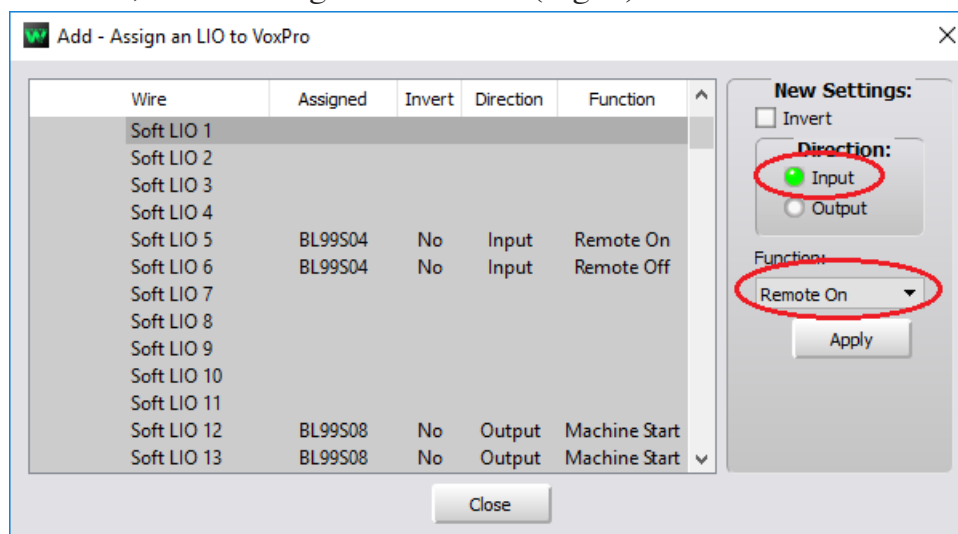 Add - Assign an LIO to VoxPro
Wire Assigned Invert Direction Function
Soft LIO 1
Soft LIO 2
Soft LIO 3
Soft LIO 4
Soft LIO 5 BL99S04 No Input Remote On
Soft LIO 6 BL99S04 No Input Remote Off
Soft LIO 7
Soft LIO 8
Soft LIO 9
Soft LIO 10
Soft LIO 11
Soft LIO 12 BL99S08 No Output Machine Start
Soft LIO 13 BL99S08 No Output Machine Start
New Settings:
Invert
Direction:
Input
Output
Function:
Remote On
Apply
Close